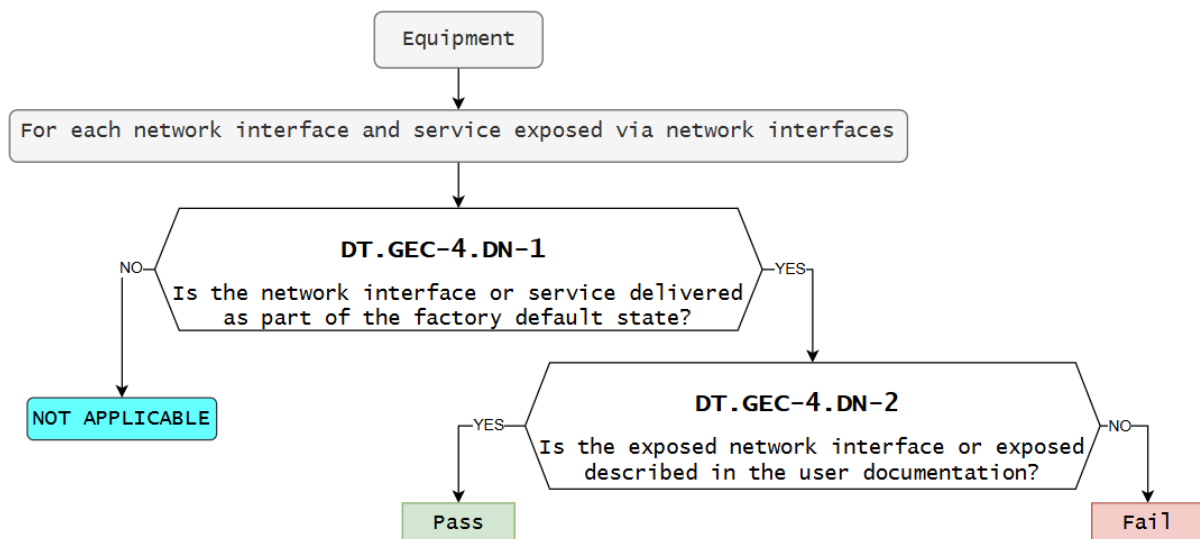 Equipment
For each network interface and service exposed via network interfaces
DT.GEC-4.DN-1
NO
YES
Is the network interface or service delivered
as part of the factory default state?
NOT APPLICABLE
DT.GEC-4.DN-2
YES
NO
Is the exposed network interface or exposed
described in the user documentation?
Pass
Fail